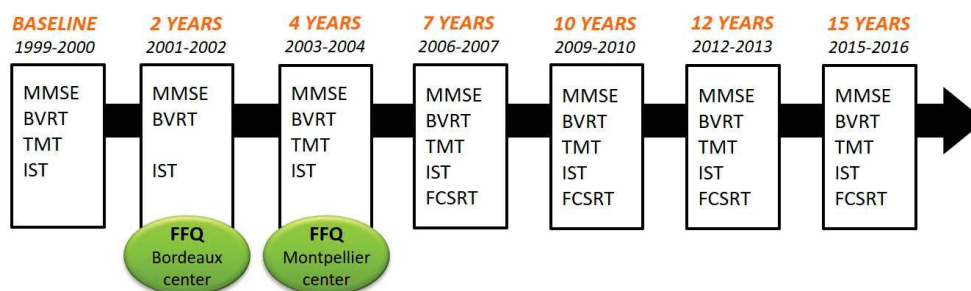 BASELINE
1999-2000
MMSE
BVRT
TMT
IST
2 YEARS
2001-2002
MMSE
BVRT
IST
FFQ
Bordeaux
center
4 YEARS
2003-2004
MMSE
BVRT
TMT
IST
FFQ
Montpellier
center
7 YEARS
2006-2007
MMSE
BVRT
TMT
IST
FCSRT
10 YEARS
2009-2010
MMSE
BVRT
TMT
IST
FCSRT
12 YEARS
2012-2013
MMSE
BVRT
TMT
IST
FCSRT
15 YEARS
2015-2016
MMSE
BVRT
TMT
IST
FCSRT